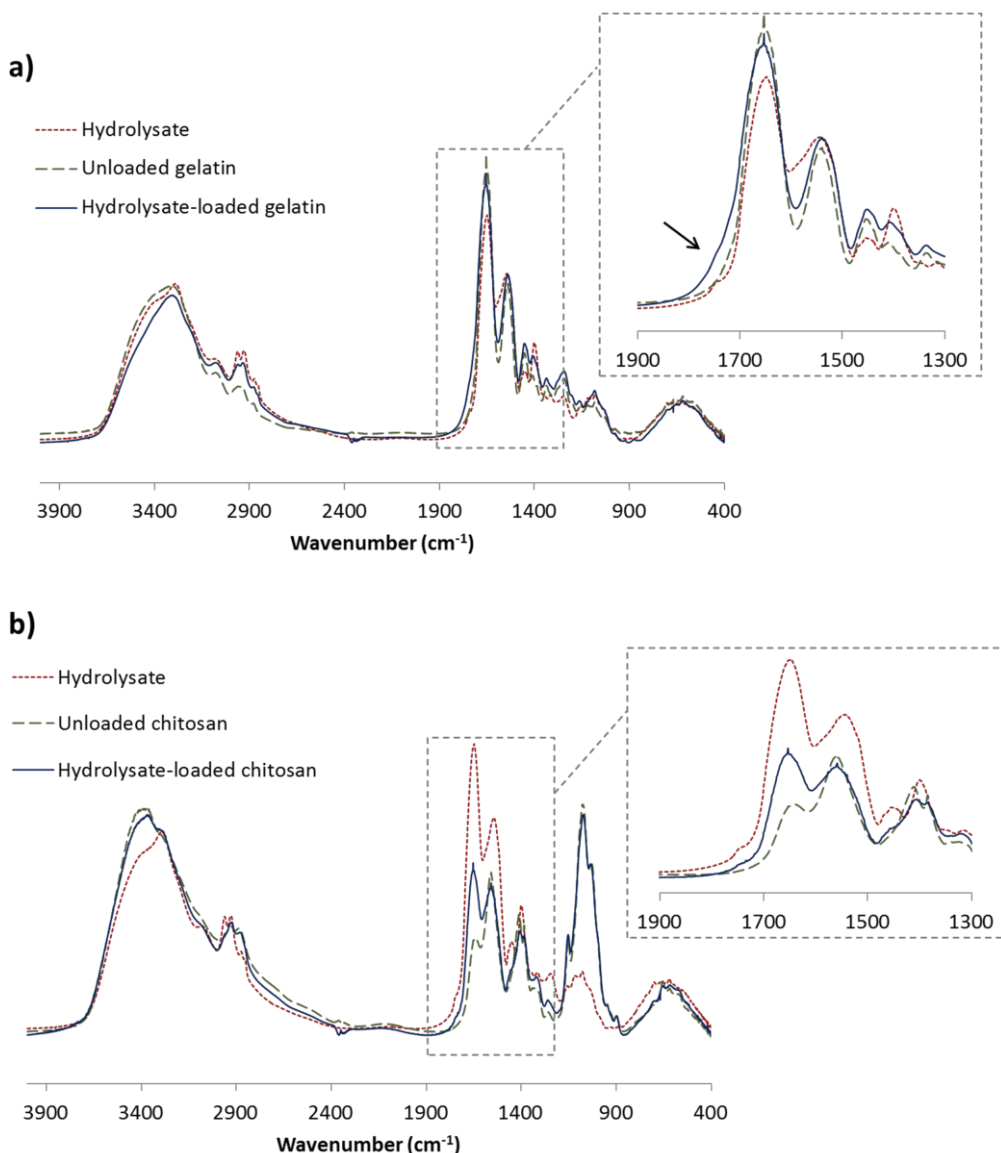 a)
Hydrolysate
Unloaded gelatin
Hydrolysate-loaded gelatin
1900 1700 1500 1300
3900 3400 2900 2400 1900 1400 900 400
Wavenumber (cm⁻¹)
b)
Hydrolysate
Unloaded chitosan
Hydrolysate-loaded chitosan
1900 1700 1500 1300
3900 3400 2900 2400 1900 1400 900 400
Wavenumber (cm⁻¹)